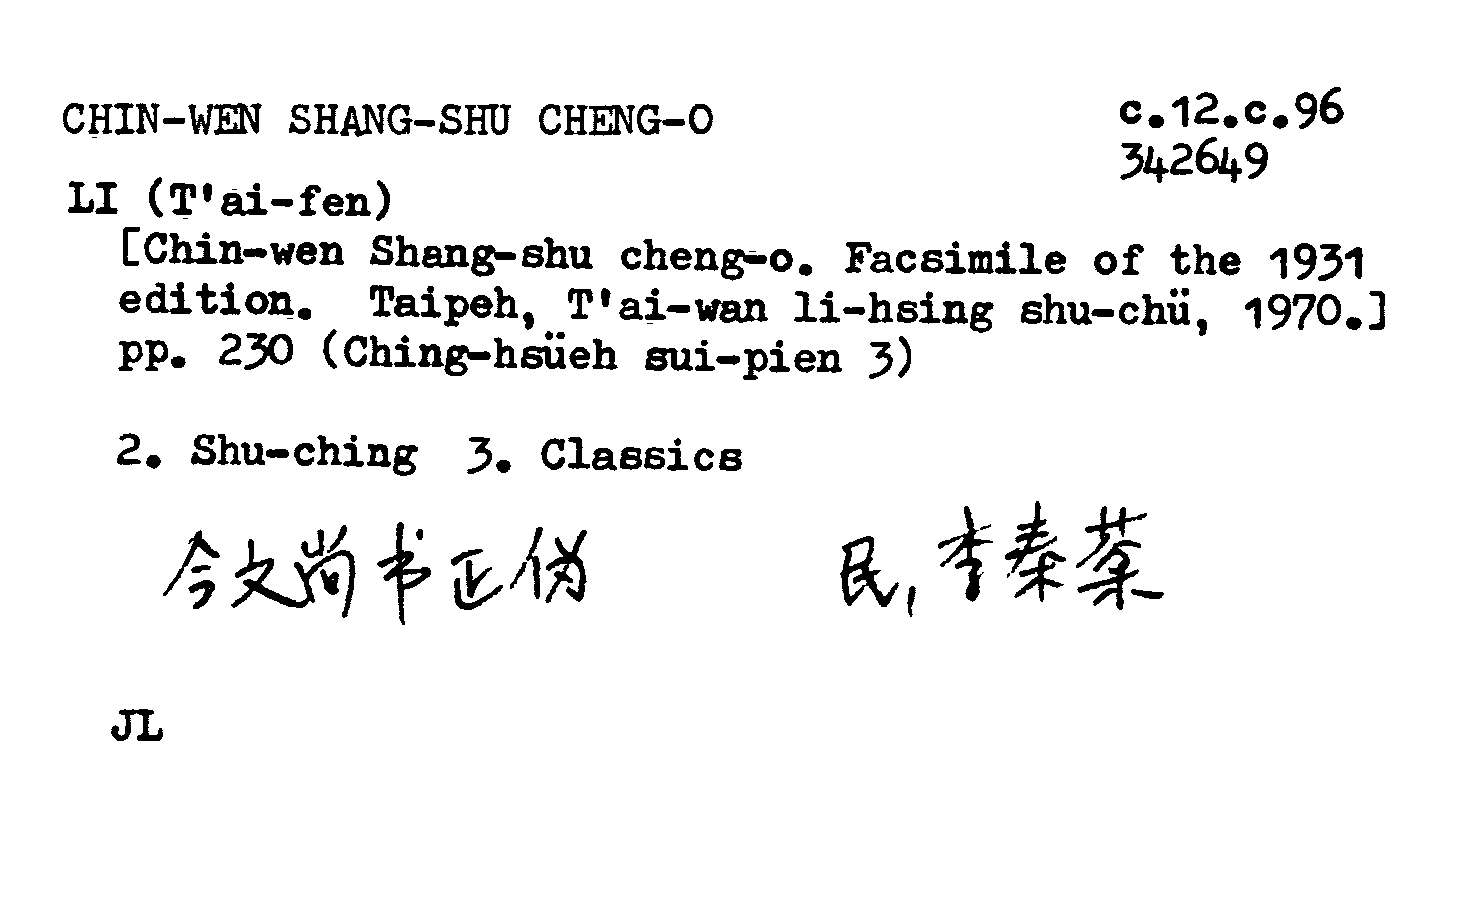 CHIN-WEN SHANG-SHU CHENG-O
c.12.c.96
342649
LI (T'ai-fen)
[Chin-wen Shang-shu cheng-o. Facsimile of the 1931
edition. Taipeh, T'ai-wan li-hsing shu-chü, 1970.]
pp. 230 (Ching-hsüeh sui-pien 3)
2. Shu-ching 3. Classics
今文尚书正伪
民, 李泰棻
JL